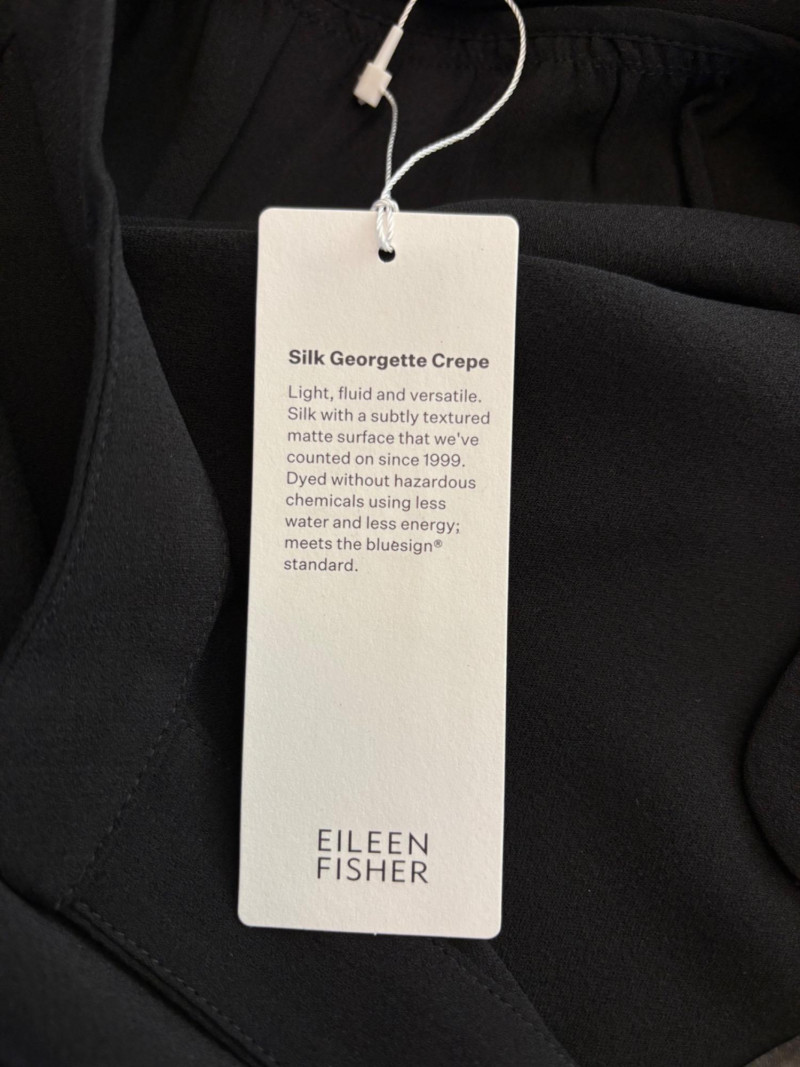 Silk Georgette Crepe
Light, fluid and versatile.
Silk with a subtly textured
matte surface that we've
counted on since 1999.
Dyed without hazardous
chemicals using less
water and less energy;
meets the bluesign®
standard.
EILEEN
FISHER